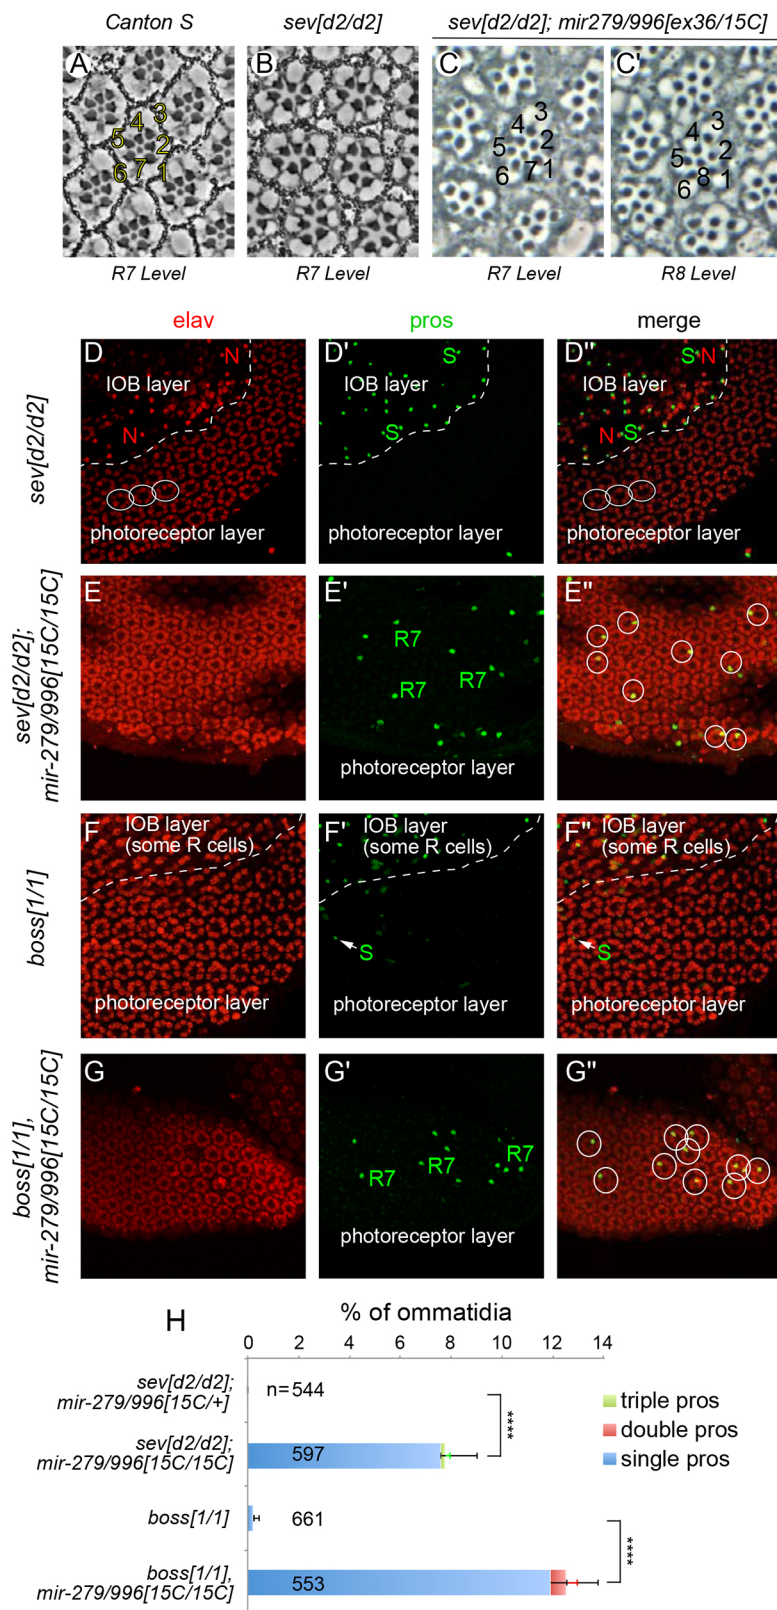 Canton S
sev[d2/d2]
sev[d2/d2]; mir279/996[ex36/15C]
A
B
C
C'
3
4
5
2
6 7 1
3
4
5 2
6 7 1
3
4
5 2
6 8 1
R7 Level
R7 Level
R7 Level
R8 Level
elav
pros
merge
sev[d2/d2]
D
N
IOB layer
N
photoreceptor layer
D'
S
IOB layer
S
photoreceptor layer
D"
S N
IOB layer
N S
photoreceptor layer
sev[d2/d2];
mir-279/996[15C/15C]
E
E'
R7
R7
R7
photoreceptor layer
E"
boss[1/1]
F
IOB layer
(some R cells)
photoreceptor layer
F'
IOB layer
(some R cells)
S
photoreceptor layer
F"
IOB layer
(some R cells)
S
photoreceptor layer
boss[1/1],
mir-279/996[15C/15C]
G
G'
R7
R7
R7
photoreceptor layer
G"
H
% of ommatidia
0 2 4 6 8 10 12 14
sev[d2/d2];
mir-279/996[15C/+]
n= 544
****
sev[d2/d2];
mir-279/996[15C/15C]
597
boss[1/1]
661
****
boss[1/1],
mir-279/996[15C/15C]
553
triple pros
double pros
single pros